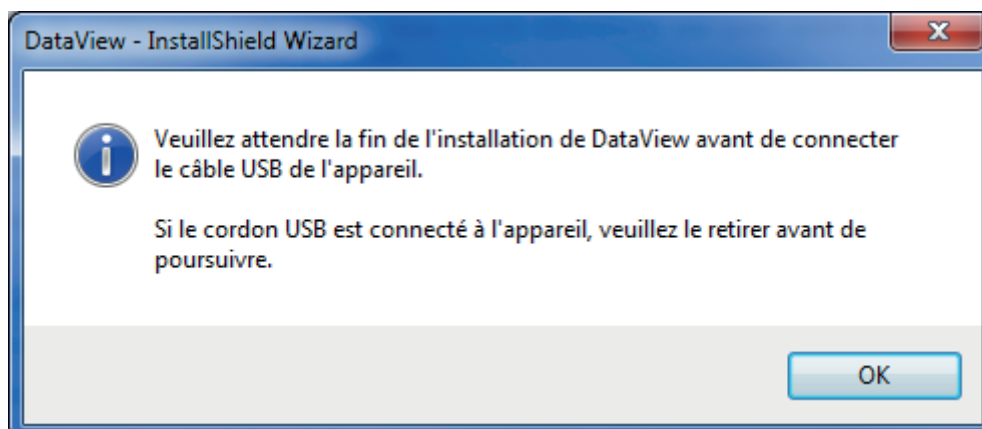 DataView - InstallShield Wizard
Veuillez attendre la fin de l'installation de DataView avant de connecter
le câble USB de l'appareil.
Si le cordon USB est connecté à l'appareil, veuillez le retirer avant de
poursuivre.
OK